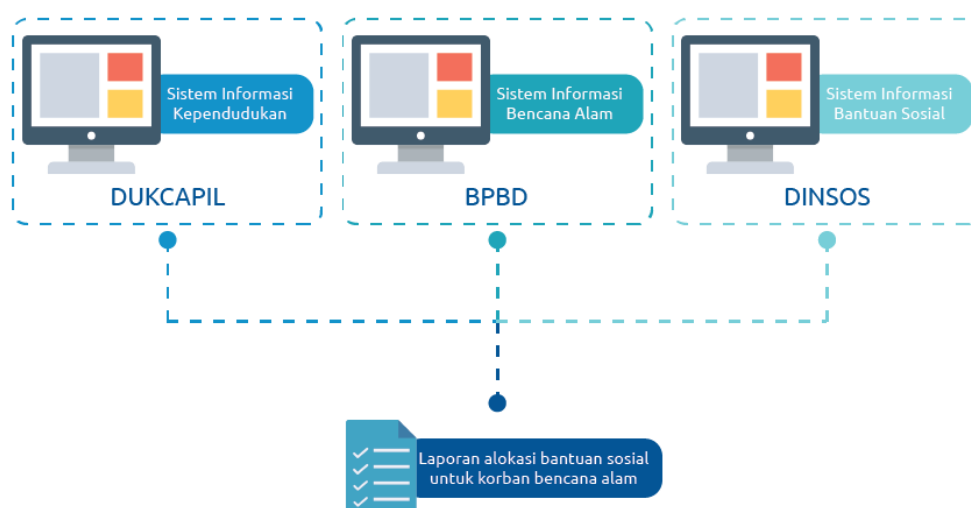 Sistem Informasi
Kependudukan
DUKCAPIL
Sistem Informasi
Bencana Alam
BPBD
Sistem Informasi
Bantuan Sosial
DINSOS
Laporan alokasi bantuan sosial
untuk korban bencana alam